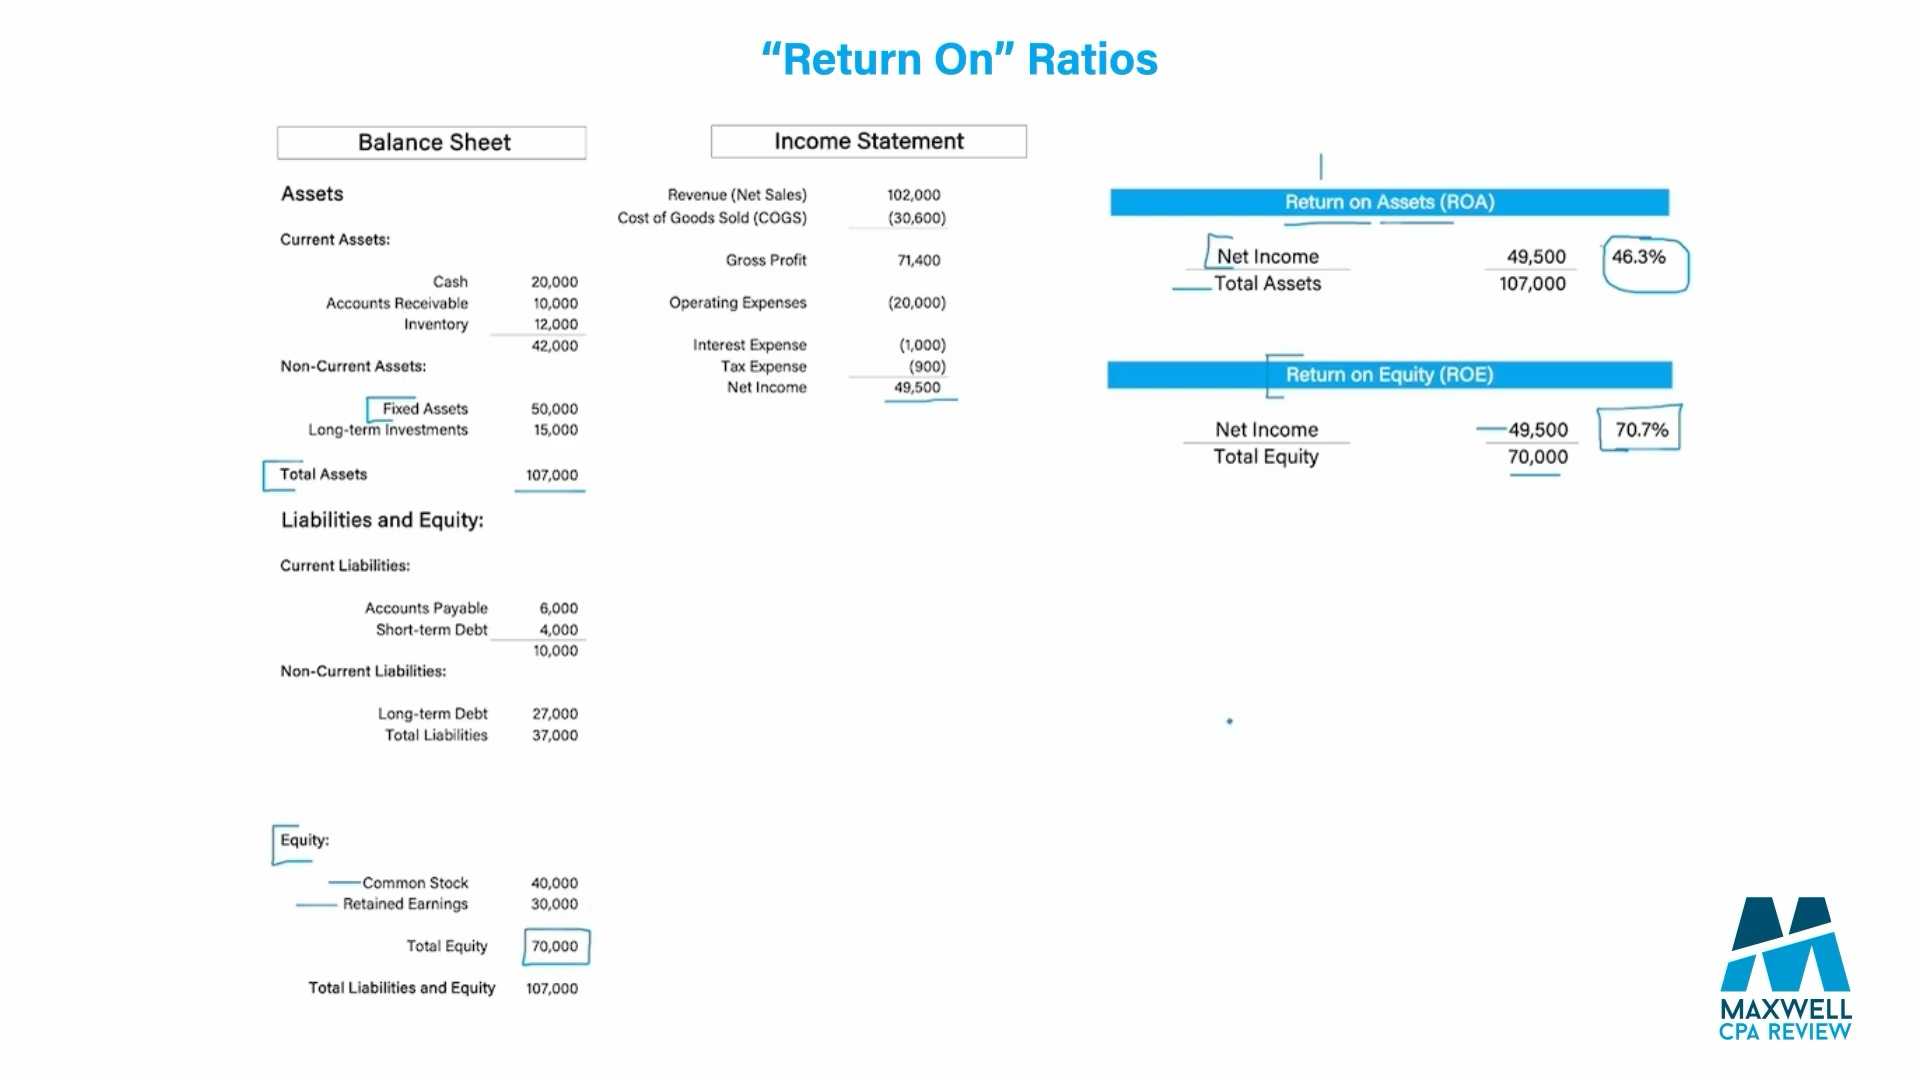 “Return On” Ratios
Balance Sheet
Assets
Current Assets:
Cash 20,000
Accounts Receivable 10,000
Inventory 12,000
42,000
Non-Current Assets:
Fixed Assets 50,000
Long-term Investments 15,000
Total Assets 107,000
Liabilities and Equity:
Current Liabilities:
Accounts Payable 6,000
Short-term Debt 4,000
10,000
Non-Current Liabilities:
Long-term Debt 27,000
Total Liabilities 37,000
Equity:
Common Stock 40,000
Retained Earnings 30,000
Total Equity 70,000
Total Liabilities and Equity 107,000
Income Statement
Revenue (Net Sales) 102,000
Cost of Goods Sold (COGS) (30,600)
Gross Profit 71,400
Operating Expenses (20,000)
Interest Expense (1,000)
Tax Expense (900)
Net Income 49,500
Return on Assets (ROA)
Net Income 49,500 46.3%
Total Assets 107,000
Return on Equity (ROE)
Net Income 49,500 70.7%
Total Equity 70,000
MAXWELL
CPA REVIEW